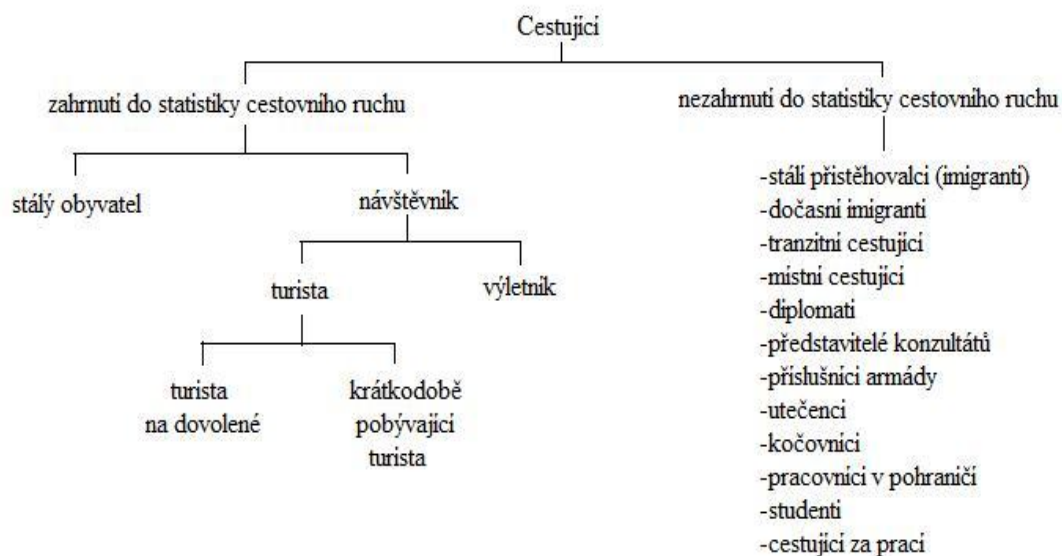 Cestující
zahrnutí do statistiky cestovního ruchu
nezahrnutí do statistiky cestovního ruchu
stálý obyvatel
návštěvník
turista
výletník
turista
na dovolené
krátkodobě
pobývající
turista
-stálí přistěhovalci (imigranti)
-dočasní imigranti
-tranzitní cestující
-místní cestující
-diplomati
-představitelé konzultátů
-příslušníci armády
-utečenci
-kočovníci
-pracovníci v pohraničí
-studenti
-cestující za prací